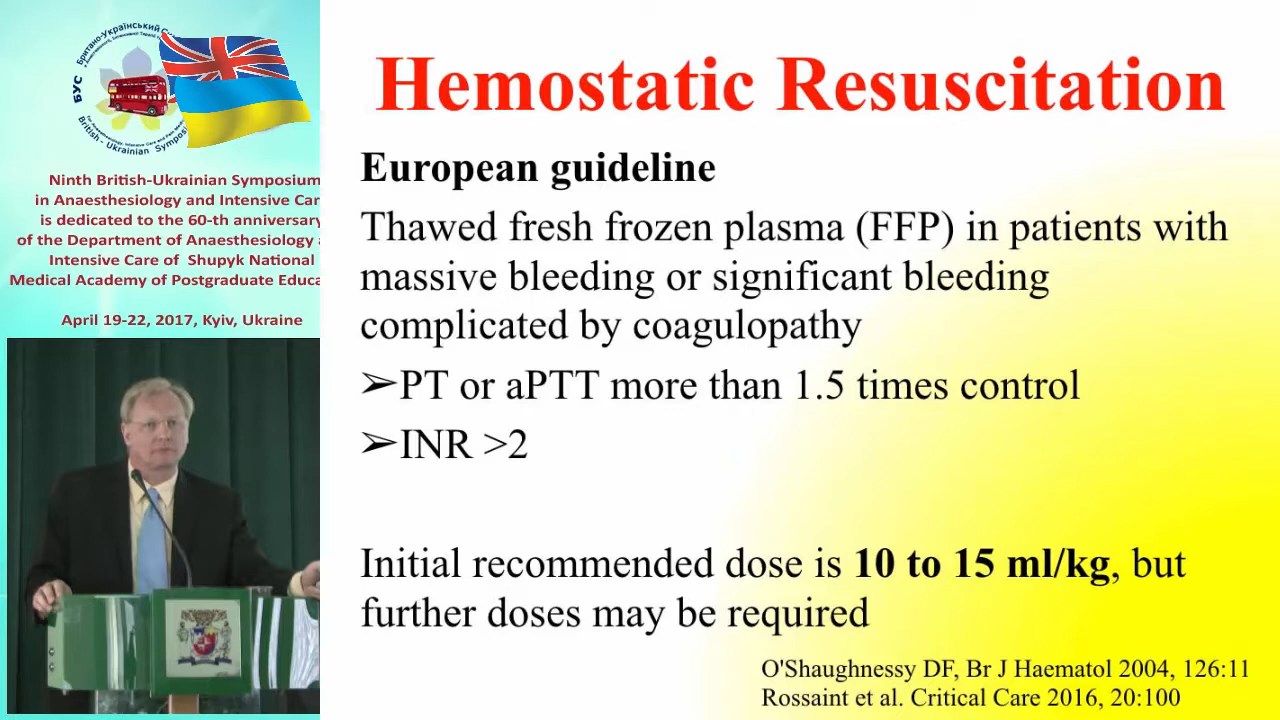 Британо-Український
БУС
British - Ukrainian Symposi
Ninth British-Ukrainian Symposium
in Anaesthesiology and Intensive Car
is dedicated to the 60-th anniversary
of the Department of Anaesthesiology a
Intensive Care of Shupyk National
Medical Academy of Postgraduate Educa
April 19-22, 2017, Kyiv, Ukraine
Hemostatic Resuscitation
European guideline
Thawed fresh frozen plasma (FFP) in patients with
massive bleeding or significant bleeding
complicated by coagulopathy
➢PT or aPTT more than 1.5 times control
➢INR >2
Initial recommended dose is 10 to 15 ml/kg, but
further doses may be required
O'Shaughnessy DF, Br J Haematol 2004, 126:11
Rossaint et al. Critical Care 2016, 20:100